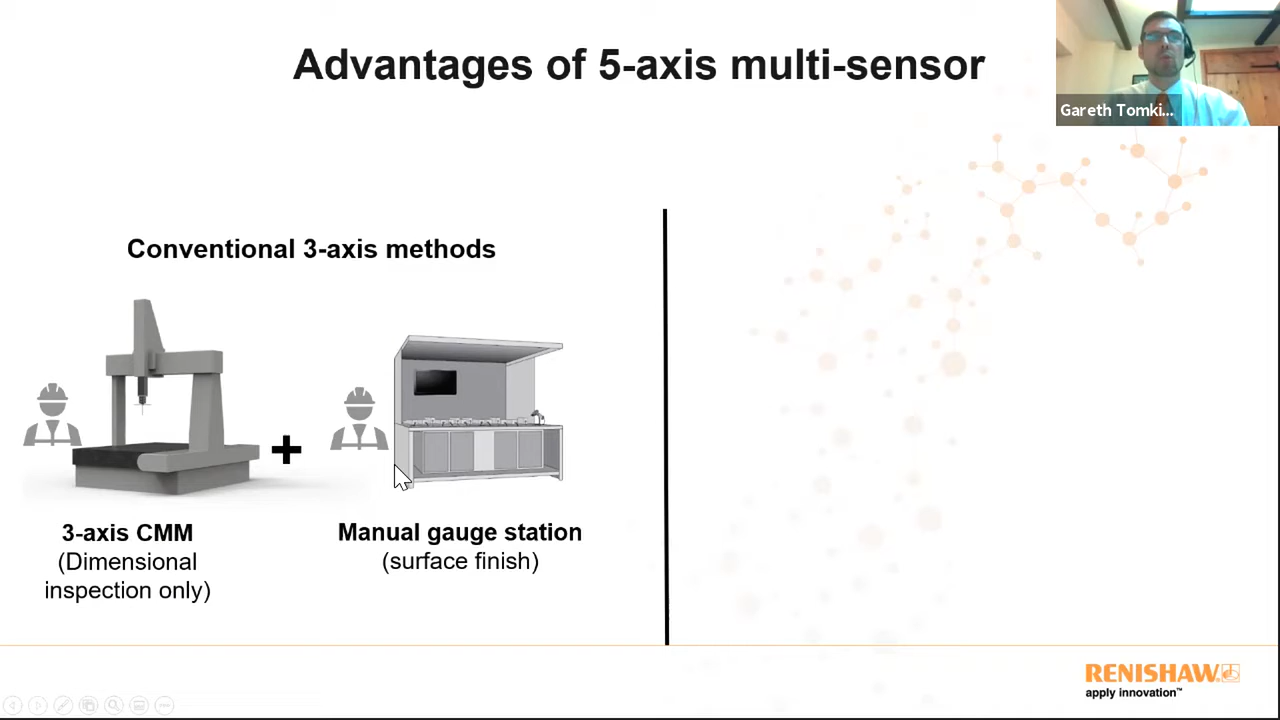 Advantages of 5-axis multi-sensor
Gareth Tomki...
Conventional 3-axis methods
+
3-axis CMM
(Dimensional
inspection only)
Manual gauge station
(surface finish)
RENISHAW
apply innovation™